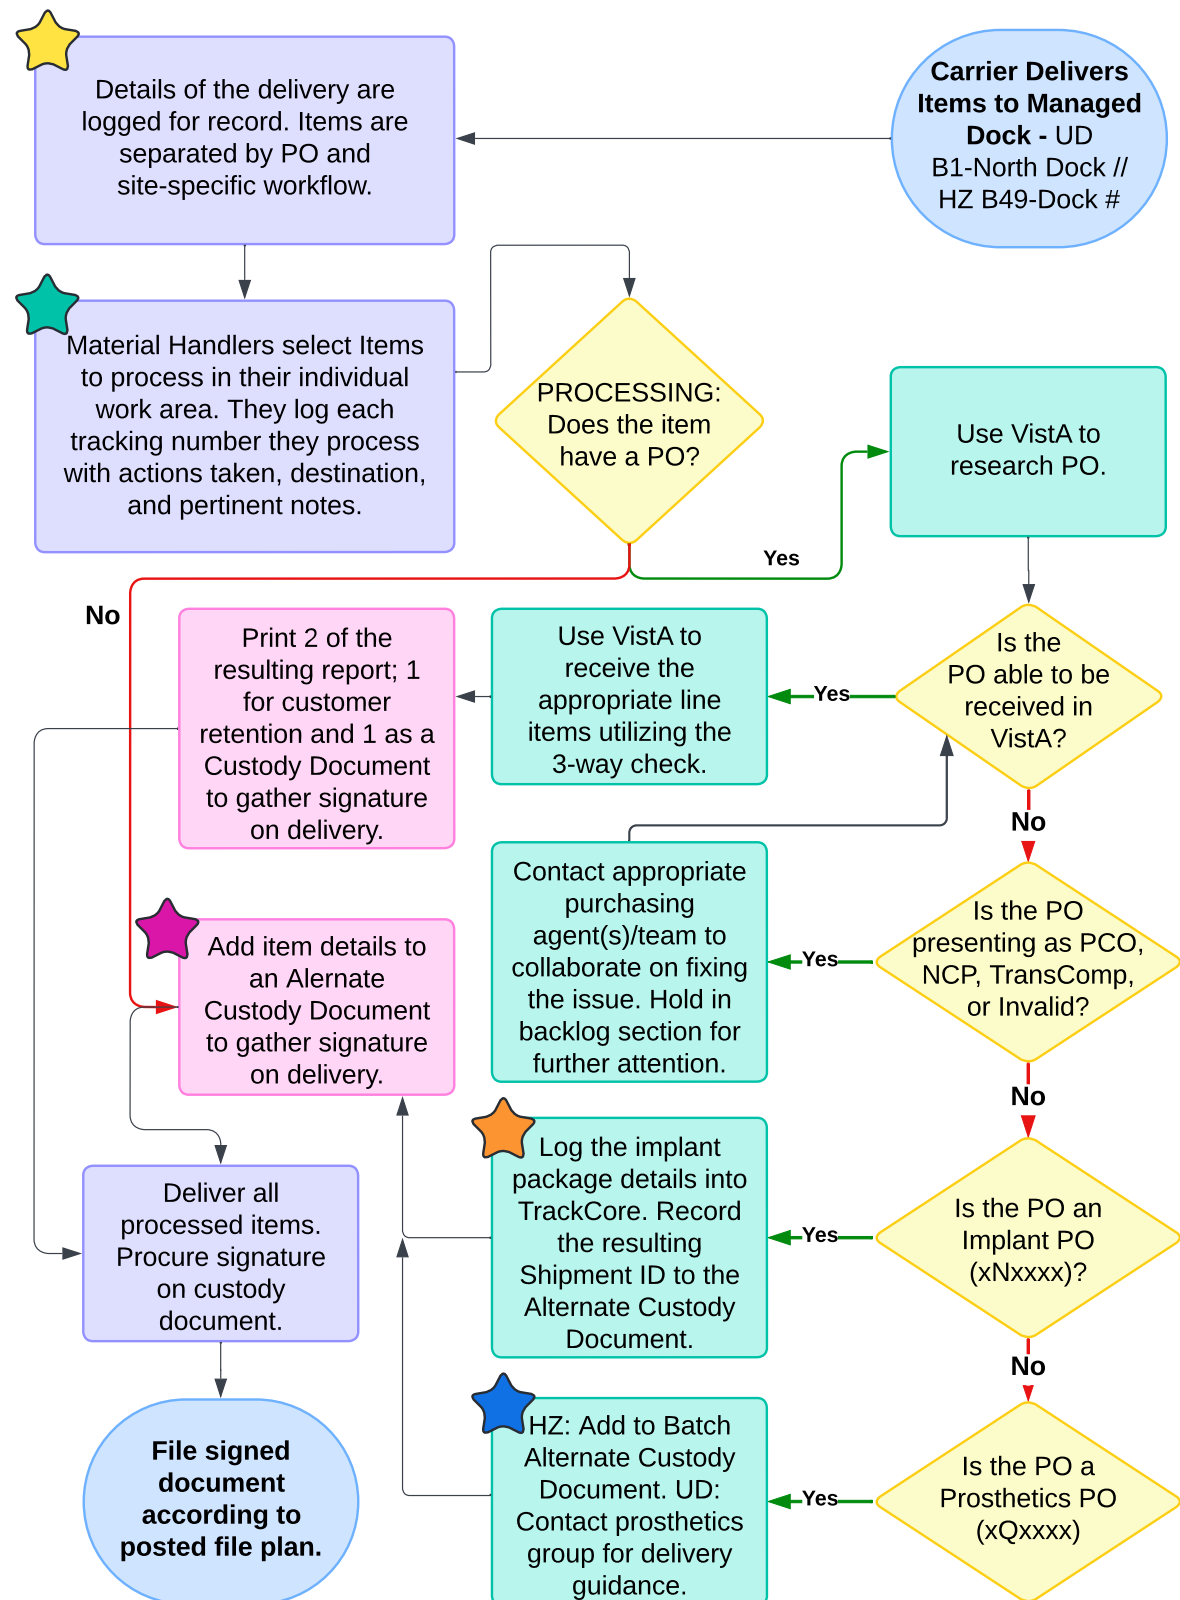 Carrier Delivers
Items to Managed
Dock - UD
B1-North Dock //
HZ B49-Dock #
Details of the delivery are
logged for record. Items are
separated by PO and
site-specific workflow.
Material Handlers select Items
to process in their individual
work area. They log each
tracking number they process
with actions taken, destination,
and pertinent notes.
PROCESSING:
Does the item
have a PO?
Yes
No
Use VistA to
research PO.
Is the
PO able to be
received in
VistA?
Yes
No
Use VistA to
receive the
appropriate line
items utilizing the
3-way check.
Print 2 of the
resulting report; 1
for customer
retention and 1 as a
Custody Document
to gather signature
on delivery.
Is the PO
presenting as PCO,
NCP, TransComp,
or Invalid?
Yes
No
Contact appropriate
purchasing
agent(s)/team to
collaborate on fixing
the issue. Hold in
backlog section for
further attention.
Add item details to
an Alernate
Custody Document
to gather signature
on delivery.
Is the PO an
Implant PO
(xNxxxx)?
Yes
No
Log the implant
package details into
TrackCore. Record
the resulting
Shipment ID to the
Alternate Custody
Document.
Deliver all
processed items.
Procure signature
on custody
document.
Is the PO a
Prosthetics PO
(xQxxxx)
Yes
HZ: Add to Batch
Alternate Custody
Document. UD:
Contact prosthetics
group for delivery
guidance.
File signed
document
according to
posted file plan.